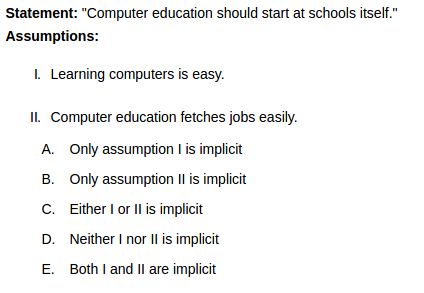 Statement: "Computer education should start at schools itself."
Assumptions:
I. Learning computers is easy.
II. Computer education fetches jobs easily.
A. Only assumption I is implicit
B. Only assumption II is implicit
C. Either I or II is implicit
D. Neither I nor II is implicit
E. Both I and II are implicit